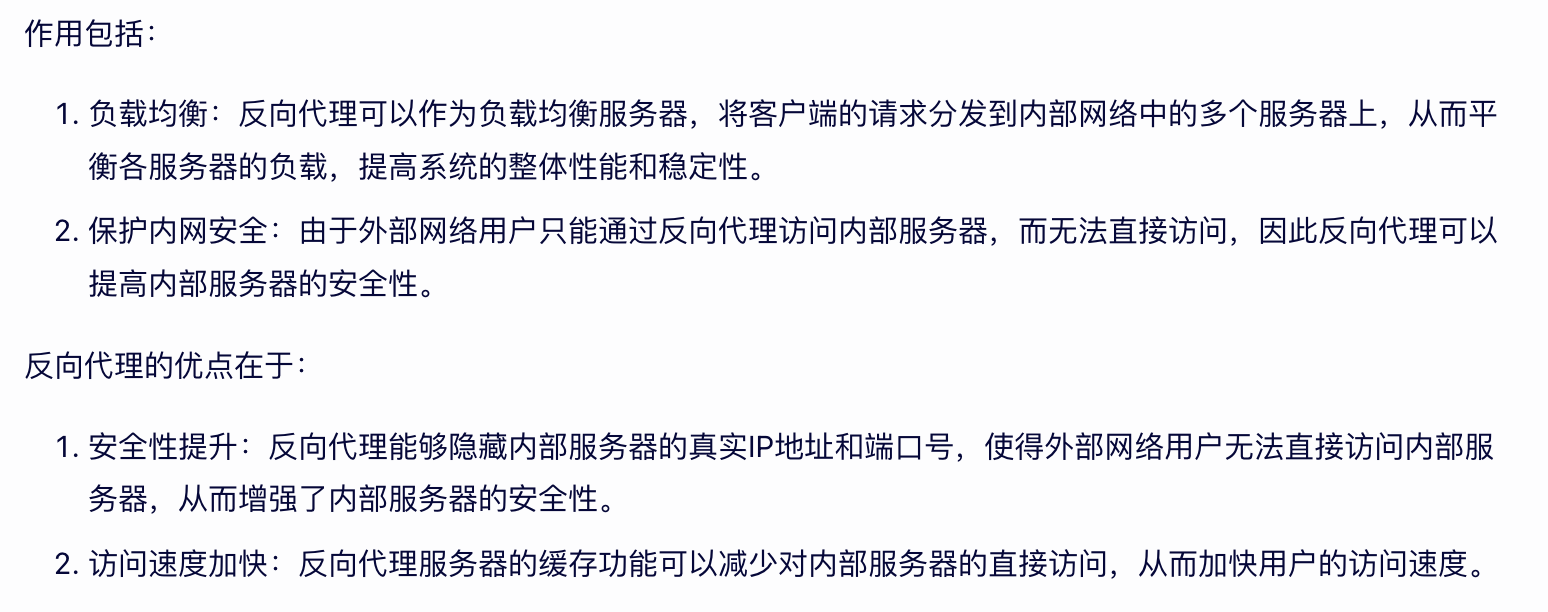 作用包括：
1. 负载均衡：反向代理可以作为负载均衡服务器，将客户端的请求分发到内部网络中的多个服务器上，从而平
衡各服务器的负载，提高系统的整体性能和稳定性。
2. 保护内网安全：由于外部网络用户只能通过反向代理访问内部服务器，而无法直接访问，因此反向代理可以
提高内部服务器的安全性。
反向代理的优点在于：
1. 安全性提升：反向代理能够隐藏内部服务器的真实IP地址和端口号，使得外部网络用户无法直接访问内部服
务器，从而增强了内部服务器的安全性。
2. 访问速度加快：反向代理服务器的缓存功能可以减少对内部服务器的直接访问，从而加快用户的访问速度。